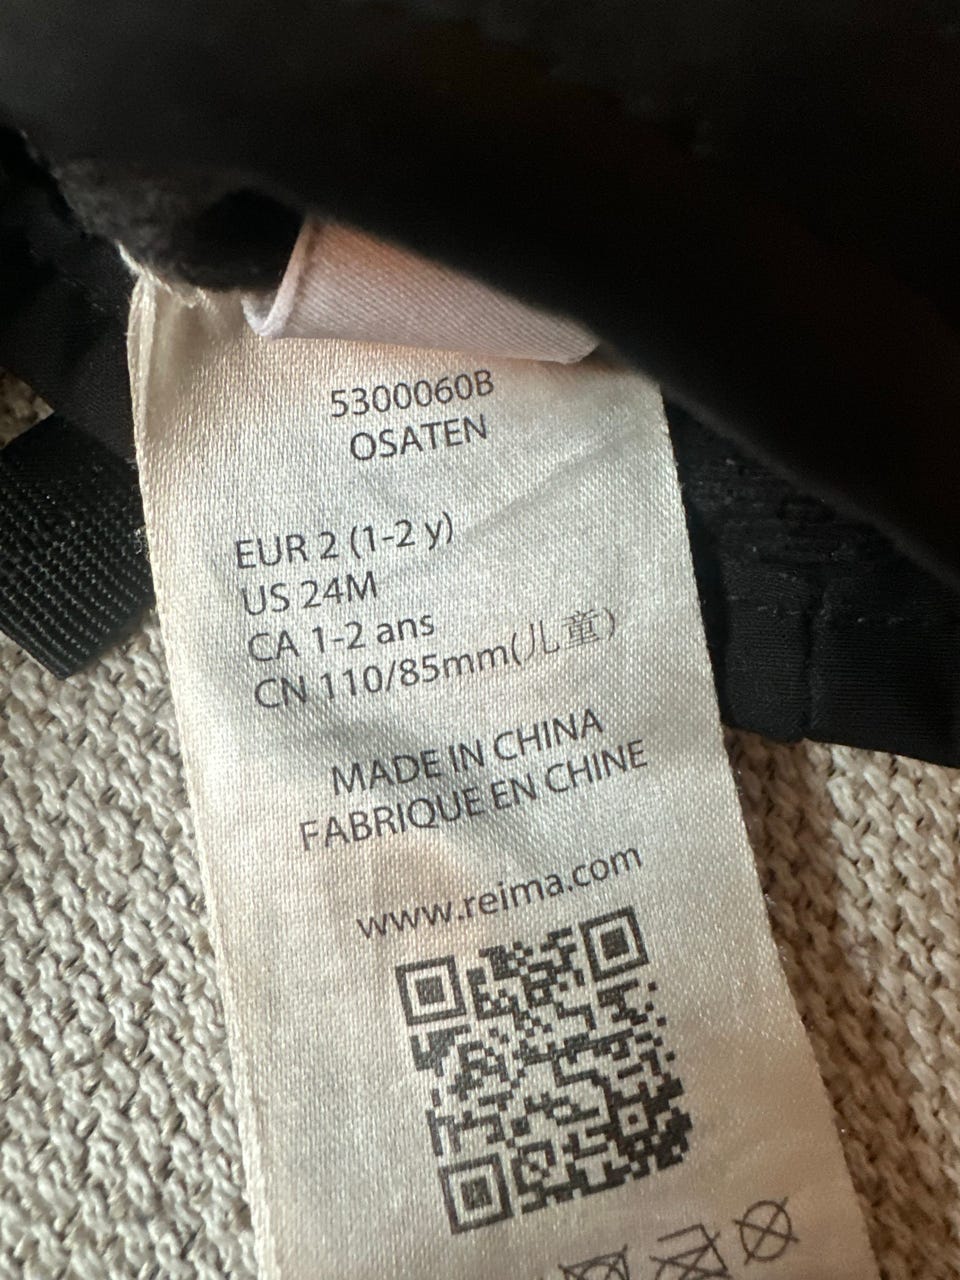 5300060B
OSATEN
EUR 2 (1-2 y)
US 24M
CA 1-2 ans
CN 110/85mm(儿童)
MADE IN CHINA
FABRIQUE EN CHINE
www.reima.com